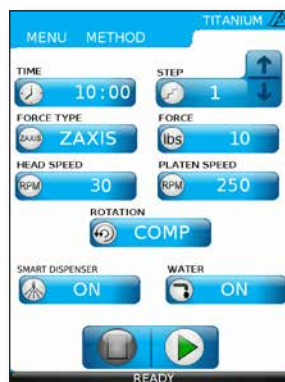 TITANIUM
MENU METHOD
TIME
STEP
10:00
1
FORCE TYPE
FORCE
ZAXIS
ZAXIS
lbs
10
HEAD SPEED
PLATEN SPEED
RPM
30
RPM
250
ROTATION
COMP
SMART DISPENSER
WATER
ON
ON
READY